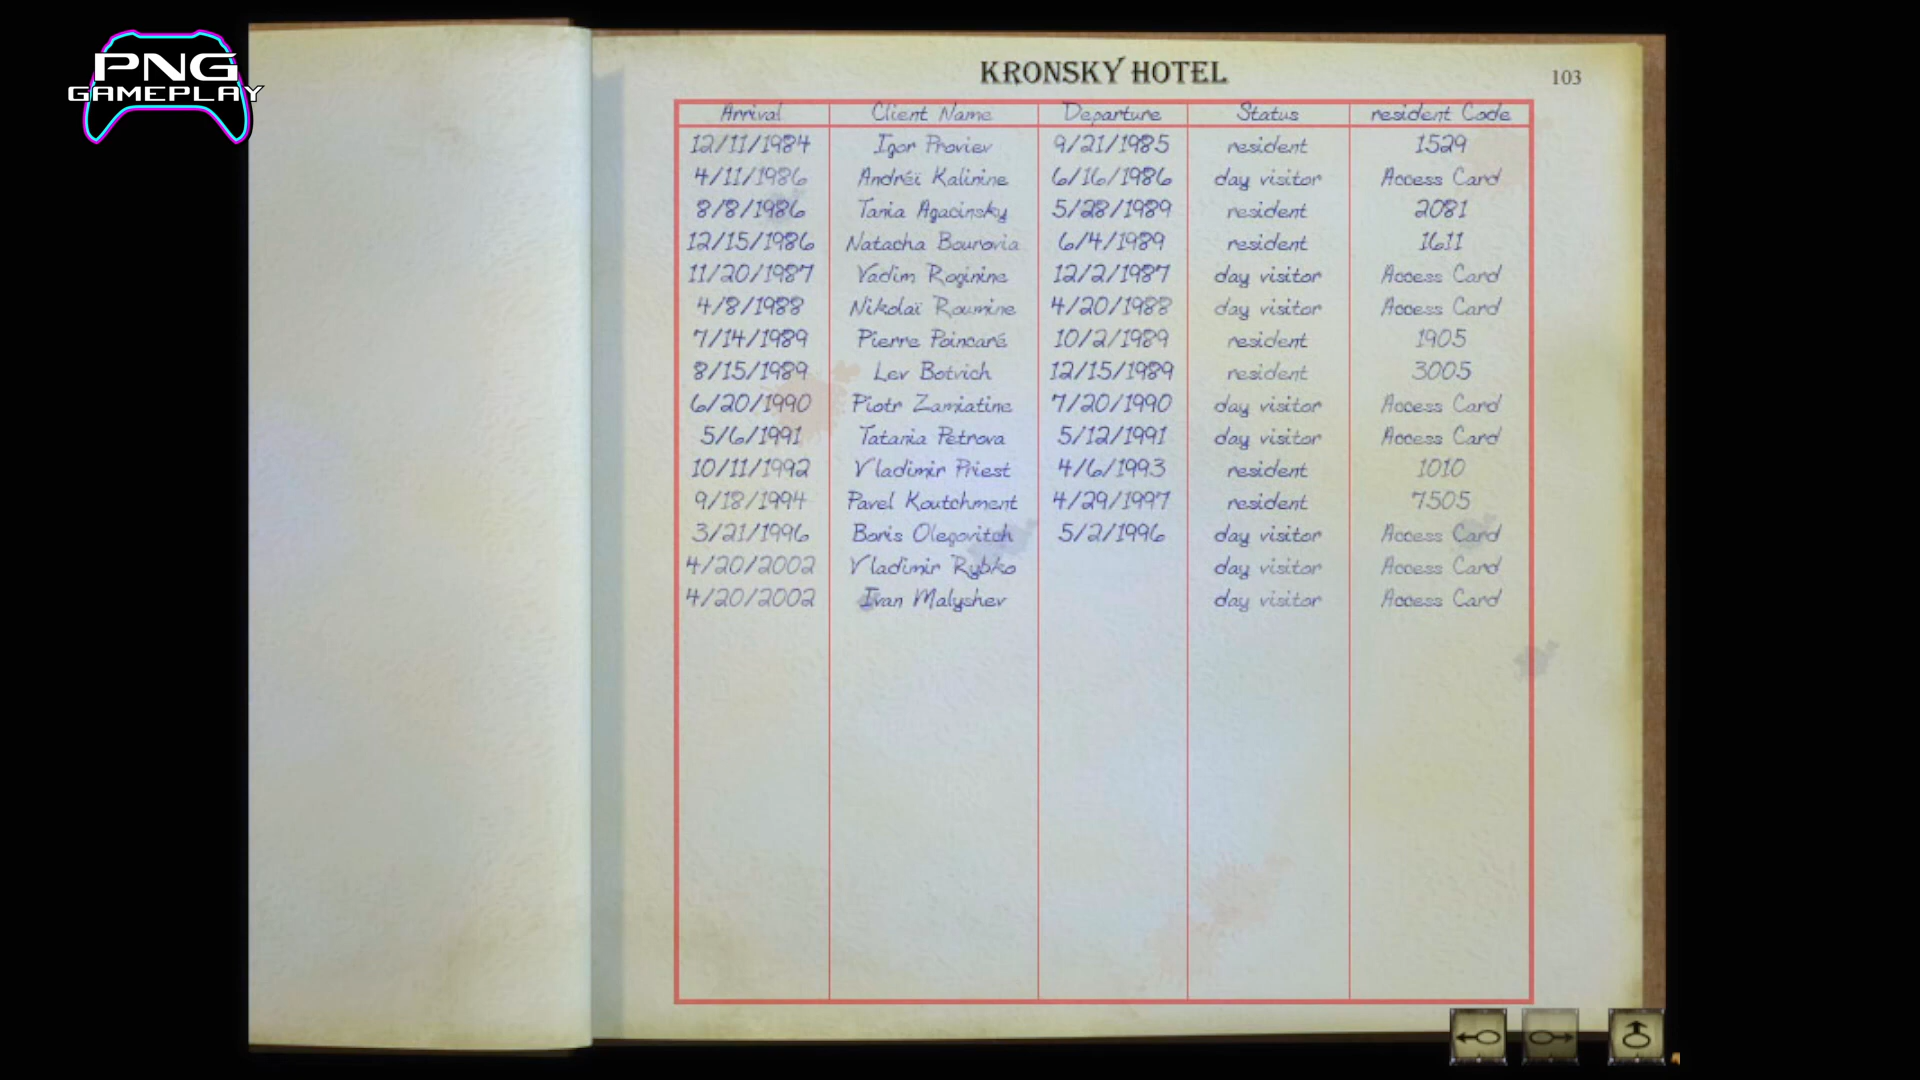 PNG
GAMEPLAY
KRONSKY HOTEL
103
Arrival Client Name Departure Status resident Code
12/11/1984 Igor Proviev 9/21/1985 resident 1529
4/11/1986 Andréï Kalinine 6/16/1986 day visitor Access Card
8/8/1986 Tania Agacinsky 5/28/1989 resident 2081
12/15/1986 Natacha Bourovia 6/4/1989 resident 1611
11/20/1987 Vadim Roginine 12/2/1987 day visitor Access Card
4/8/1988 Nikolaï Roumine 4/20/1988 day visitor Access Card
7/14/1989 Pierre Poincaré 10/2/1989 resident 1905
8/15/1989 Lev Botvich 12/15/1989 resident 3005
6/20/1990 Piotr Zamiatine 7/20/1990 day visitor Access Card
5/6/1991 Tatania Petrova 5/12/1991 day visitor Access Card
10/11/1992 Vladimir Priest 4/6/1993 resident 1010
9/18/1994 Pavel Koutchment 4/29/1997 resident 7505
3/21/1996 Boris Olegovitch 5/2/1996 day visitor Access Card
4/20/2002 Vladimir Rybko day visitor Access Card
4/20/2002 Ivan Malyshev day visitor Access Card